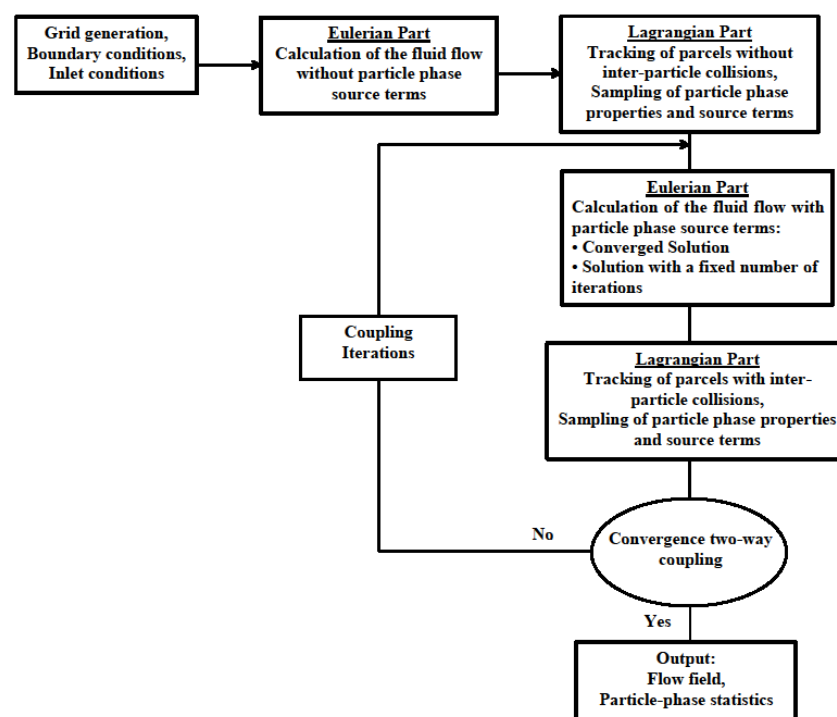 Grid generation,
Boundary conditions,
Inlet conditions
Eulerian Part
Calculation of the fluid flow
without particle phase
source terms
Lagrangian Part
Tracking of parcels without
inter-particle collisions,
Sampling of particle phase
properties and source terms
Eulerian Part
Calculation of the fluid flow with
particle phase source terms:
• Converged Solution
• Solution with a fixed number of
iterations
Coupling
Iterations
Lagrangian Part
Tracking of parcels with inter-
particle collisions,
Sampling of particle phase properties
and source terms
No
Convergence two-way
coupling
Yes
Output:
Flow field,
Particle-phase statistics